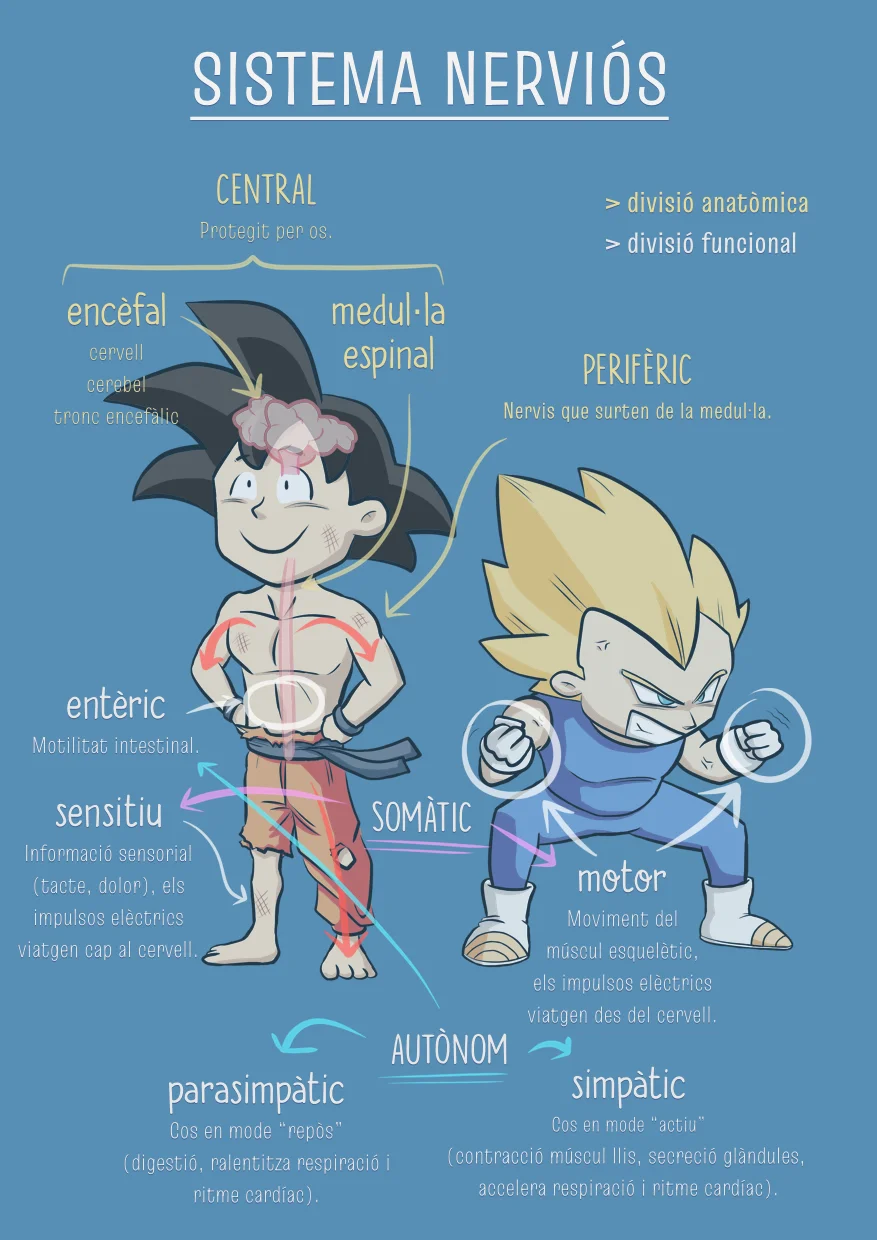 SISTEMA NERVIÓS
CENTRAL
Protegit per os.
> divisió anatòmica
> divisió funcional
encèfal
cervell
cerebel
tronc encefàlic
medul·la
espinal
PERIFÈRIC
Nervis que surten de la medul·la.
entèric
Motilitat intestinal.
sensitiu
Informació sensorial
(tacte, dolor), els
impulsos elèctrics
viatgen cap al cervell.
SOMÀTIC
motor
Moviment del
múscul esquelètic,
els impulsos elèctrics
viatgen des del cervell.
AUTÒNOM
parasimpàtic
Cos en mode “repòs”
(digestió, ralentitza respiració i
ritme cardíac).
simpàtic
Cos en mode “actiu”
(contracció múscul llis, secreció glàndules,
accelera respiració i ritme cardíac).